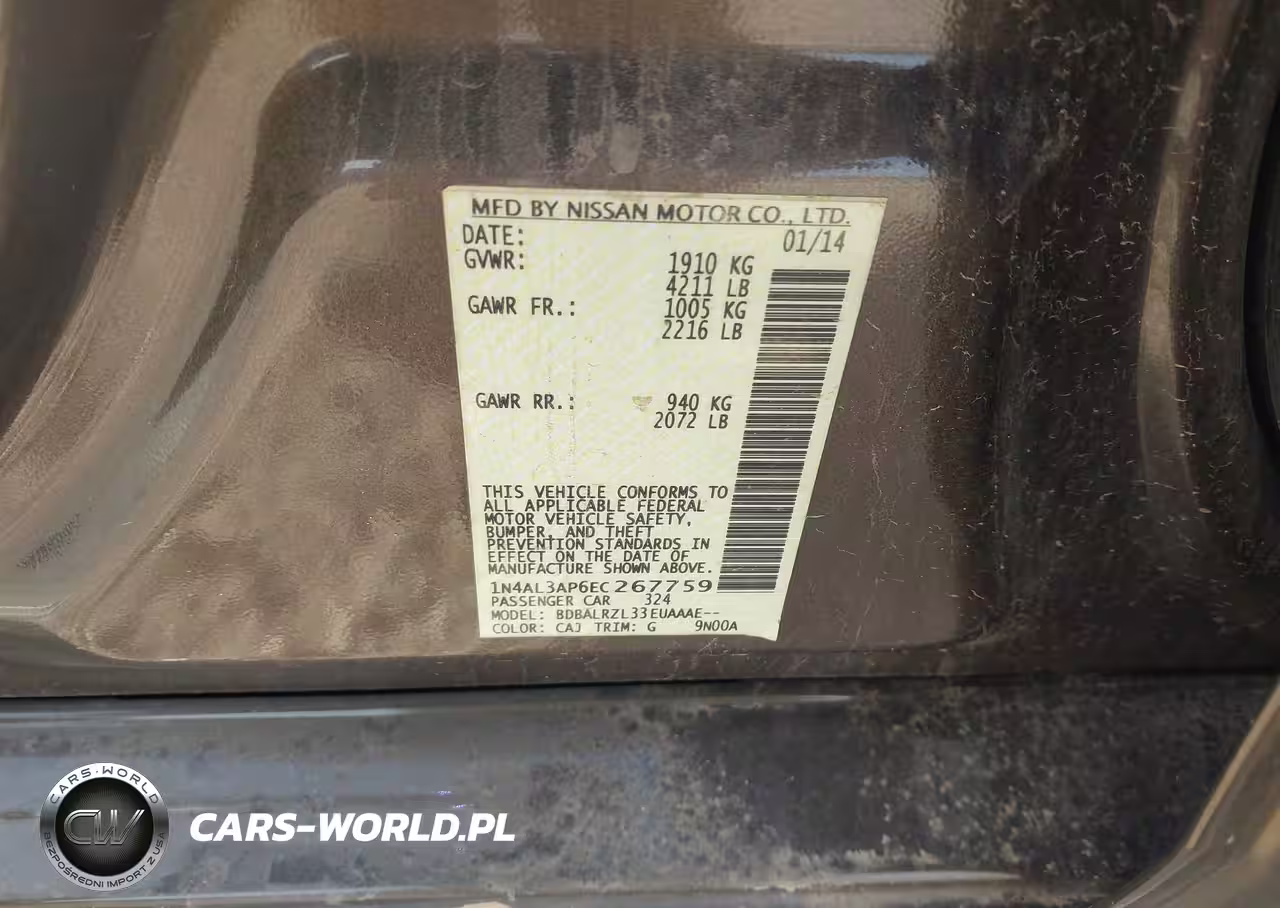 MFD BY NISSAN MOTOR CO., LTD.
DATE: 01/14
GVWR: 1910 KG
4211 LB
GAWR FR.: 1005 KG
2216 LB
GAWR RR.: 940 KG
2072 LB
THIS VEHICLE CONFORMS TO
ALL APPLICABLE FEDERAL
MOTOR VEHICLE SAFETY,
BUMPER, AND THEFT
PREVENTION STANDARDS IN
EFFECT ON THE DATE OF
MANUFACTURE SHOWN ABOVE.
1N4AL3AP6EC267759
PASSENGER CAR 324
MODEL: BDBALRZL33EUAAAE--
COLOR: CAJ TRIM: G 9N00A
CARS-WORLD
CW
BEZPOŚREDNI IMPORT Z USA
CARS-WORLD.PL